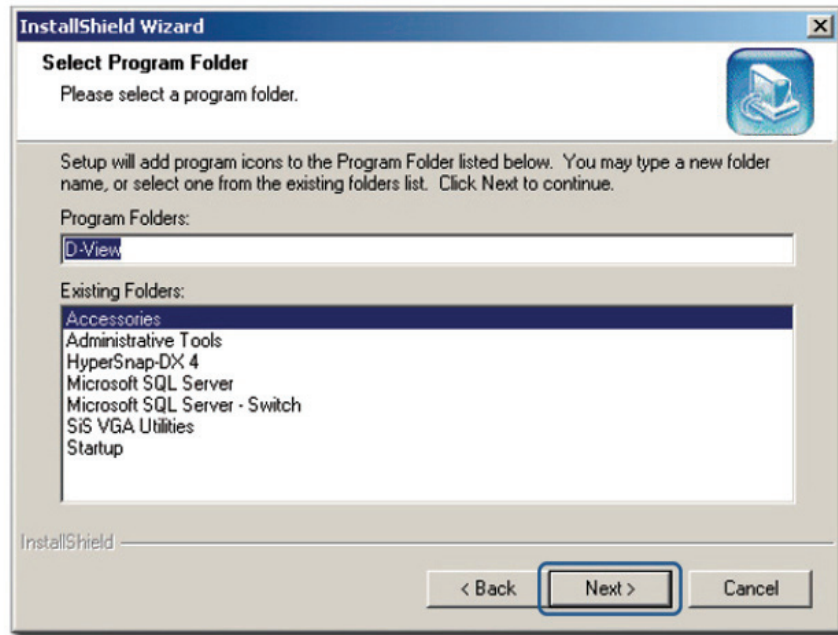 InstallShield Wizard
Select Program Folder
Please select a program folder.
Setup will add program icons to the Program Folder listed below.  You may type a new folder
name, or select one from the existing folders list.  Click Next to continue.
Program Folders:
D-View
Existing Folders:
Accessories
Administrative Tools
HyperSnap-DX 4
Microsoft SQL Server
Microsoft SQL Server - Switch
SiS VGA Utilities
Startup
InstallShield
< Back
Next >
Cancel